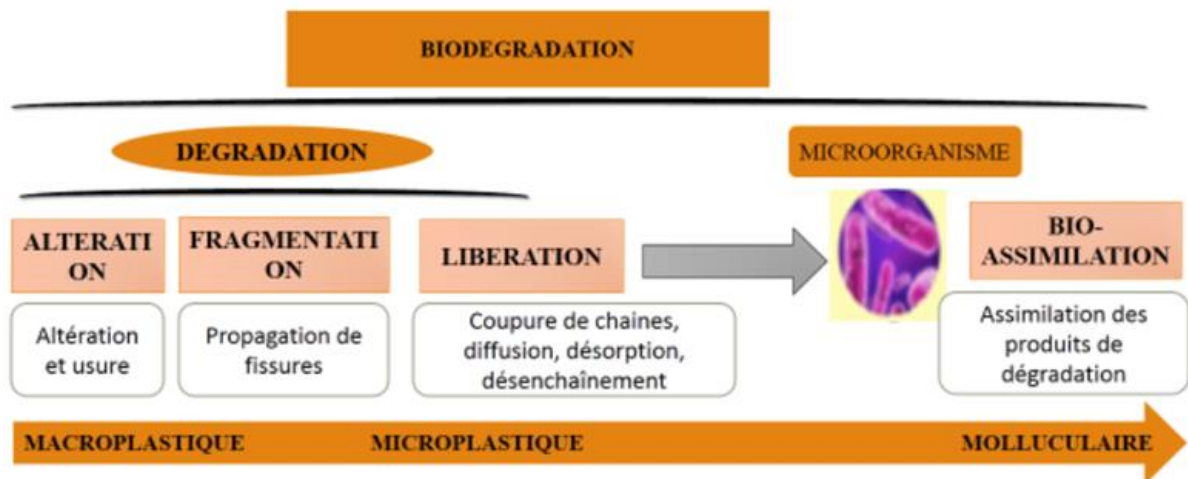 BIODEGRADATION
DEGRADATION
MICROORGANISME
ALTERATI
ON
FRAGMENTATI
ON
LIBERATION
BIO-
ASSIMILATION
Altération
et usure
Propagation de
fissures
Coupure de chaines,
diffusion, désorption,
désenchaînement
Assimilation des
produits de
dégradation
MACROPLASTIQUE
MICROPLASTIQUE
MOLLUCULAIRE